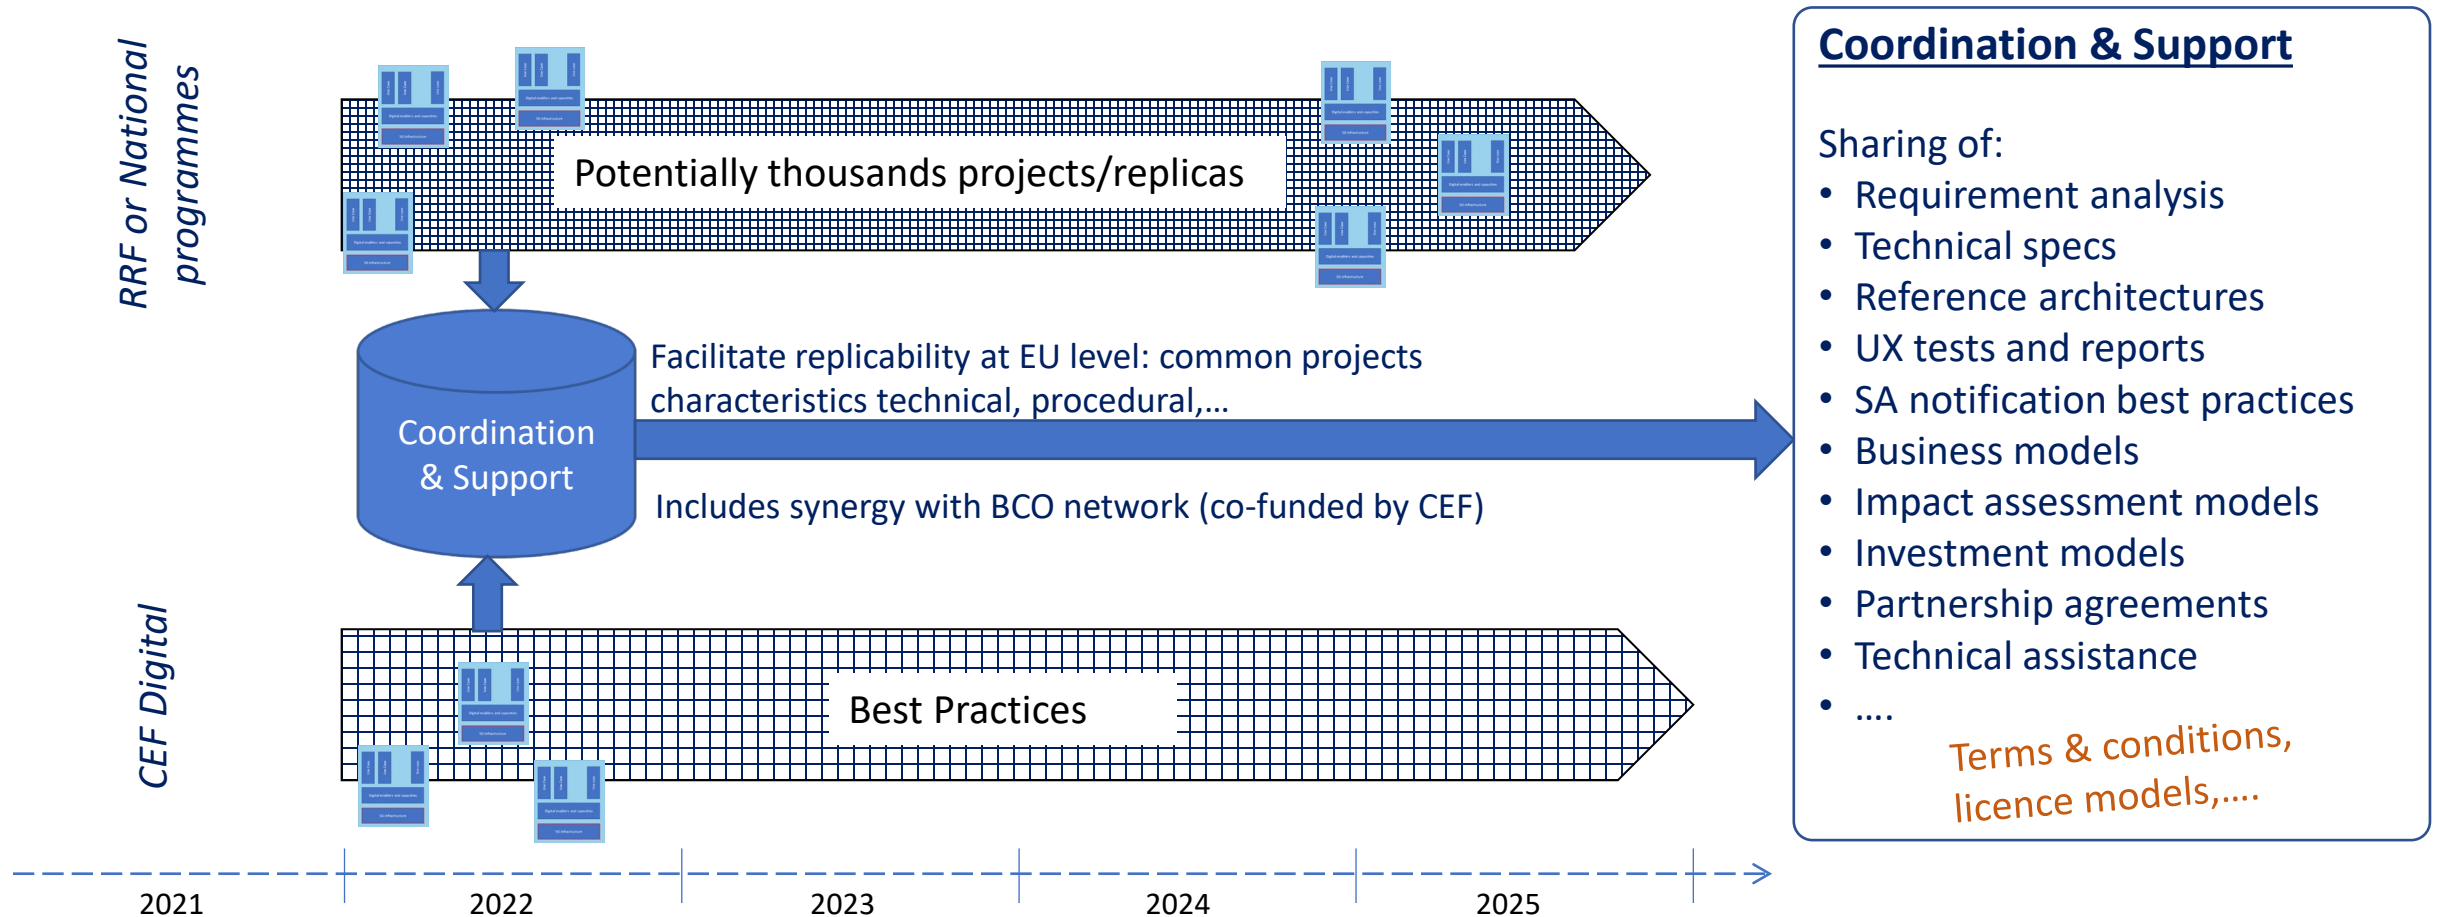 RRF or National
programmes
Potentially thousands projects/replicas
Facilitate replicability at EU level: common projects
characteristics technical, procedural,...
Coordination
& Support
Includes synergy with BCO network (co-funded by CEF)
CEF Digital
Best Practices
2021
2022
2023
2024
2025
Coordination & Support
Sharing of:
• Requirement analysis
• Technical specs
• Reference architectures
• UX tests and reports
• SA notification best practices
• Business models
• Impact assessment models
• Investment models
• Partnership agreements
• Technical assistance
• ....
Terms & conditions,
licence models,....